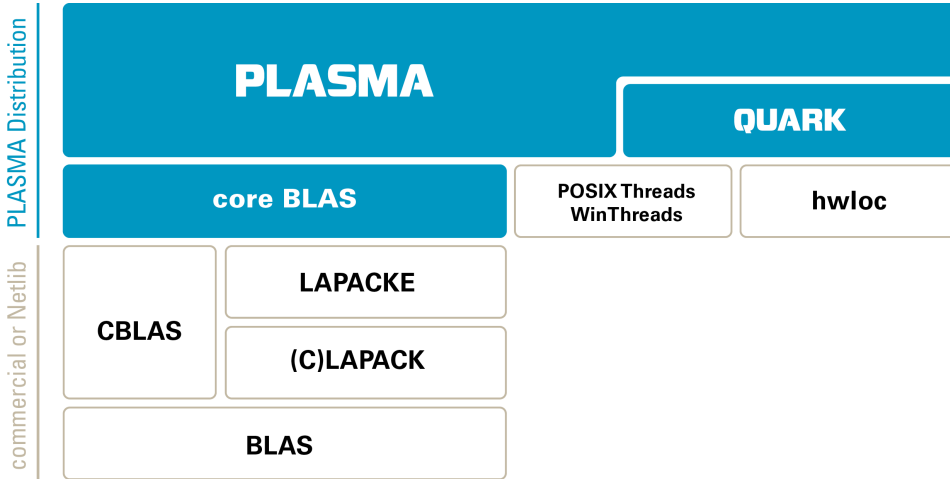 PLASMA Distribution
PLASMA
QUARK
core BLAS
POSIX Threads
WinThreads
hwloc
commercial or Netlib
CBLAS
LAPACKE
(C)LAPACK
BLAS